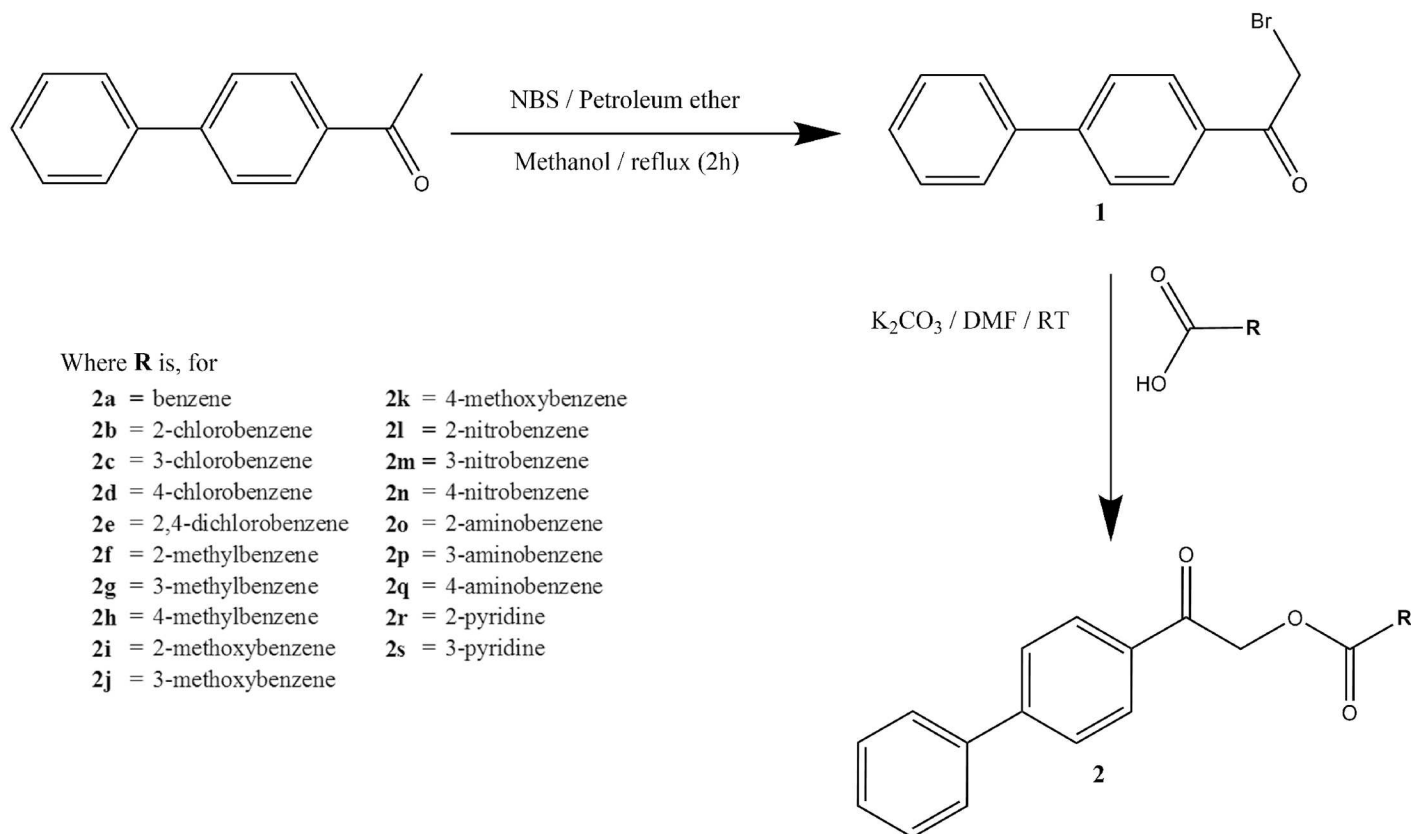 Br
NBS / Petroleum ether
Methanol / reflux (2h)
O
O
1
O
K₂CO₃ / DMF / RT
R
HO
Where R is, for
2a = benzene
2b = 2-chlorobenzene
2c = 3-chlorobenzene
2d = 4-chlorobenzene
2e = 2,4-dichlorobenzene
2f = 2-methylbenzene
2g = 3-methylbenzene
2h = 4-methylbenzene
2i = 2-methoxybenzene
2j = 3-methoxybenzene
2k = 4-methoxybenzene
2l = 2-nitrobenzene
2m = 3-nitrobenzene
2n = 4-nitrobenzene
2o = 2-aminobenzene
2p = 3-aminobenzene
2q = 4-aminobenzene
2r = 2-pyridine
2s = 3-pyridine
O
O
R
O
2